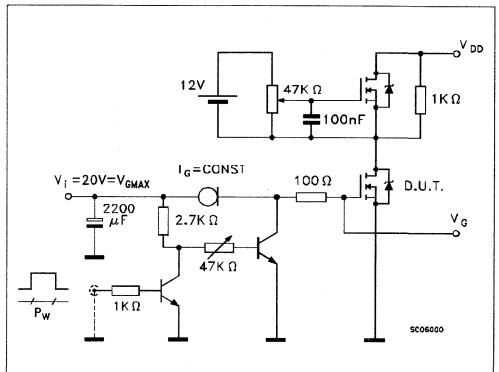 V_DD
12V
47K Ω
100nF
1K Ω
V_i = 20V = V_GMAX
I_G = CONST
100 Ω
D.U.T.
2200
μF
2.7K Ω
47K Ω
V_G
P_W
1K Ω
SC06000